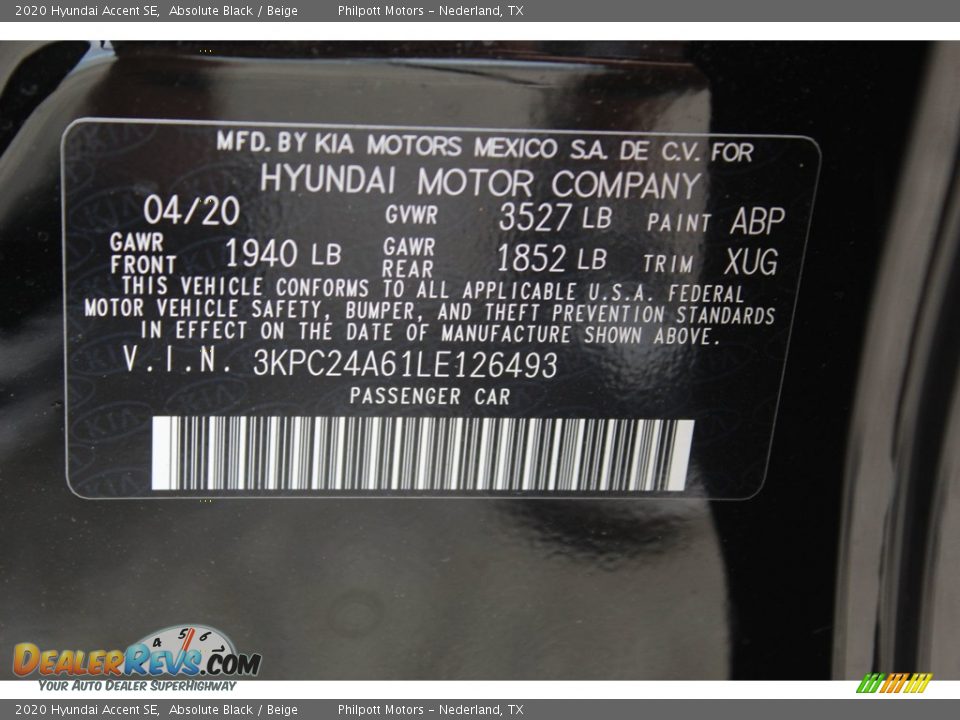 2020 Hyundai Accent SE, Absolute Black / Beige Philpott Motors – Nederland, TX
MFD. BY KIA MOTORS MEXICO S.A. DE C.V. FOR
HYUNDAI MOTOR COMPANY
04/20 GVWR 3527 LB PAINT ABP
GAWR FRONT 1940 LB GAWR REAR 1852 LB TRIM XUG
THIS VEHICLE CONFORMS TO ALL APPLICABLE U.S.A. FEDERAL
MOTOR VEHICLE SAFETY, BUMPER, AND THEFT PREVENTION STANDARDS
IN EFFECT ON THE DATE OF MANUFACTURE SHOWN ABOVE.
V.I.N. 3KPC24A61LE126493
PASSENGER CAR
4 5 6
DEALERREVS.COM
YOUR AUTO DEALER SUPERHIGHWAY
2020 Hyundai Accent SE, Absolute Black / Beige Philpott Motors – Nederland, TX